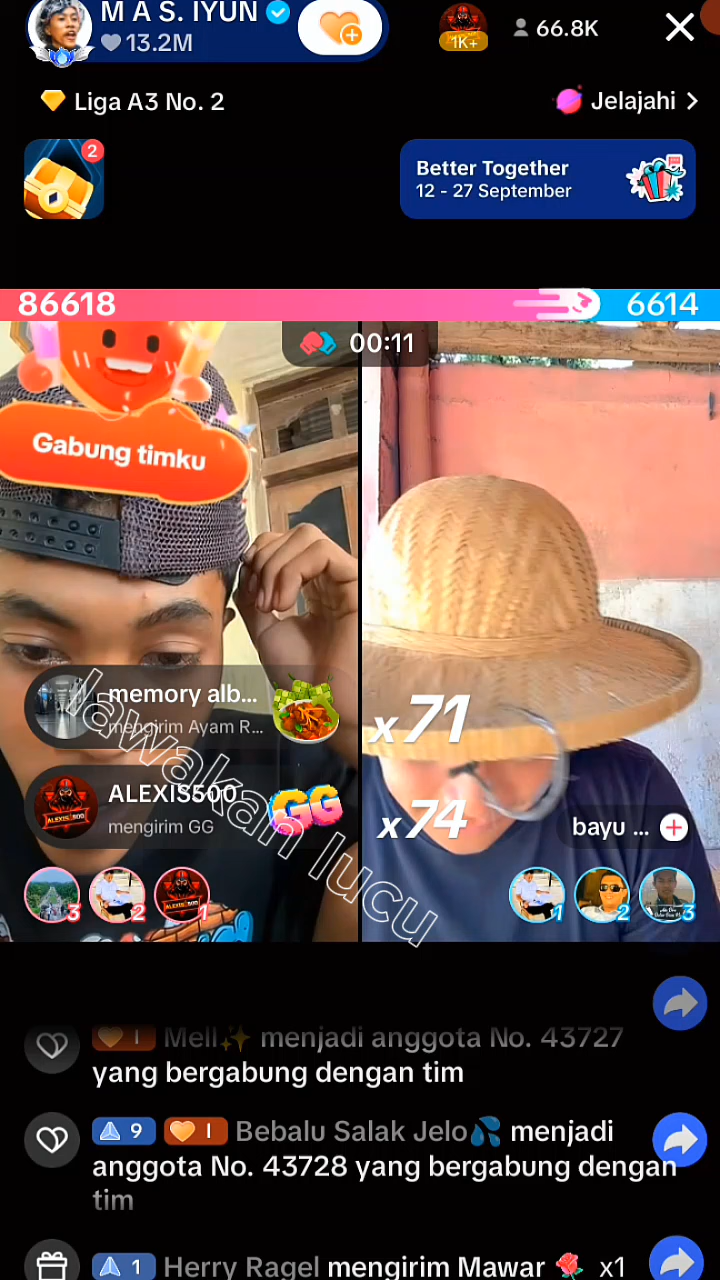 M A S. IYUN
13.2M
1K+
66.8K
Liga A3 No. 2
Jelajahi
2
Better Together
12 - 27 September
86618
6614
00:11
Gabung timku
memory alb...
mengirim Ayam R...
x71
ALEXIS500
mengirim GG
GG
x74
bayu ...
lawakan lucu
3
2
ALEXIS500
1
1
2
3
1 Mell✨ menjadi anggota No. 43727
yang bergabung dengan tim
9 1 Bebalu Salak Jelo💦 menjadi
anggota No. 43728 yang bergabung dengan
tim
1 Herry Ragel mengirim Mawar 🌹 x1